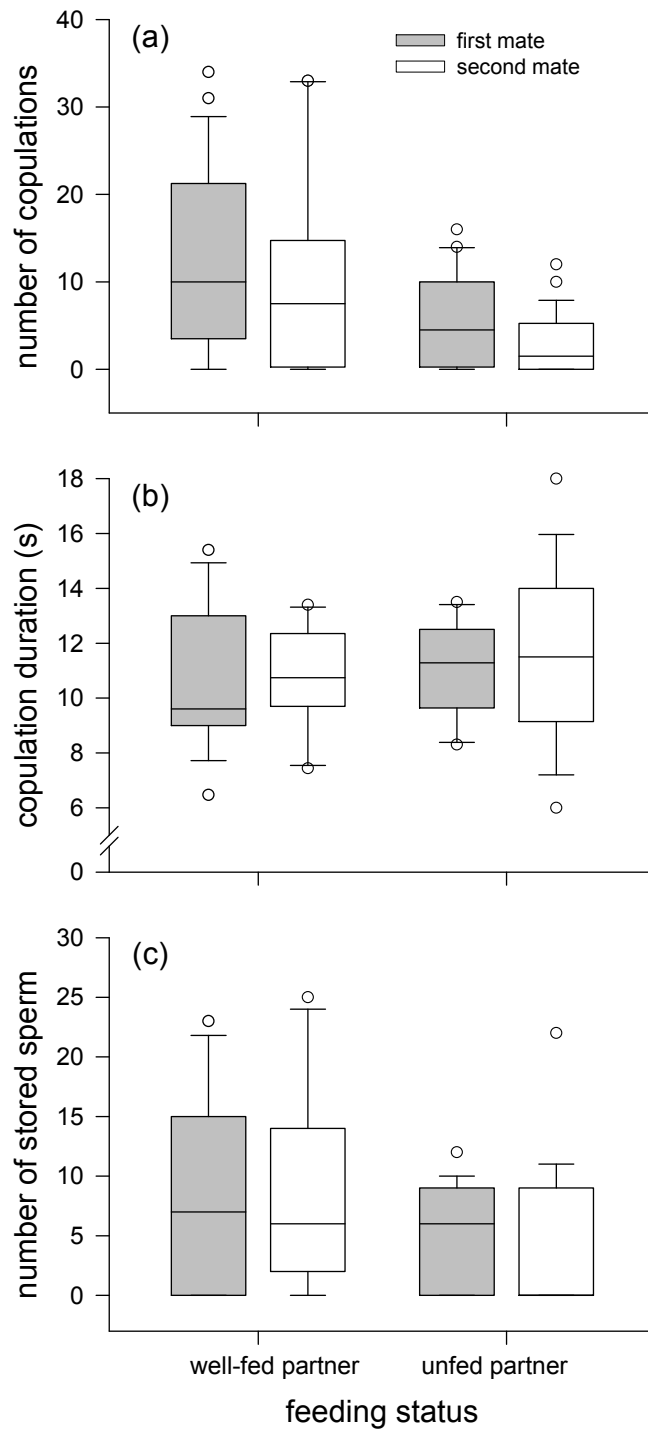 (a)
first mate
second mate
number of copulations
40
30
20
10
0
(b)
copulation duration (s)
18
16
14
12
10
8
6
0
(c)
number of stored sperm
30
25
20
15
10
5
0
well-fed partner unfed partner
feeding status